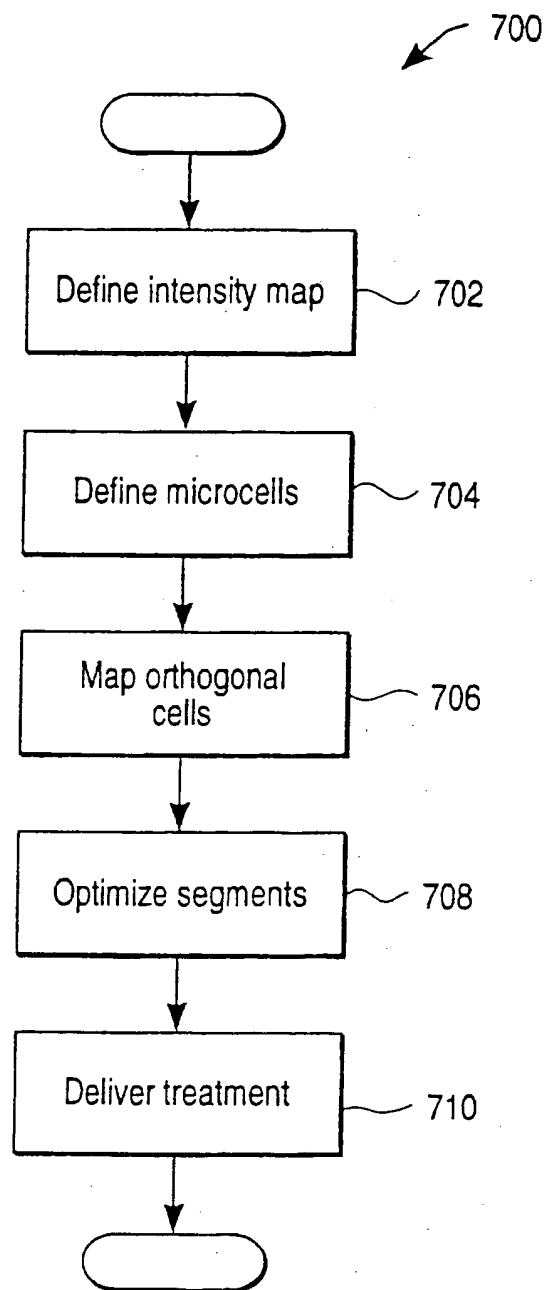 700
Define intensity map
702
Define microcells
704
Map orthogonal
cells
706
Optimize segments
708
Deliver treatment
710